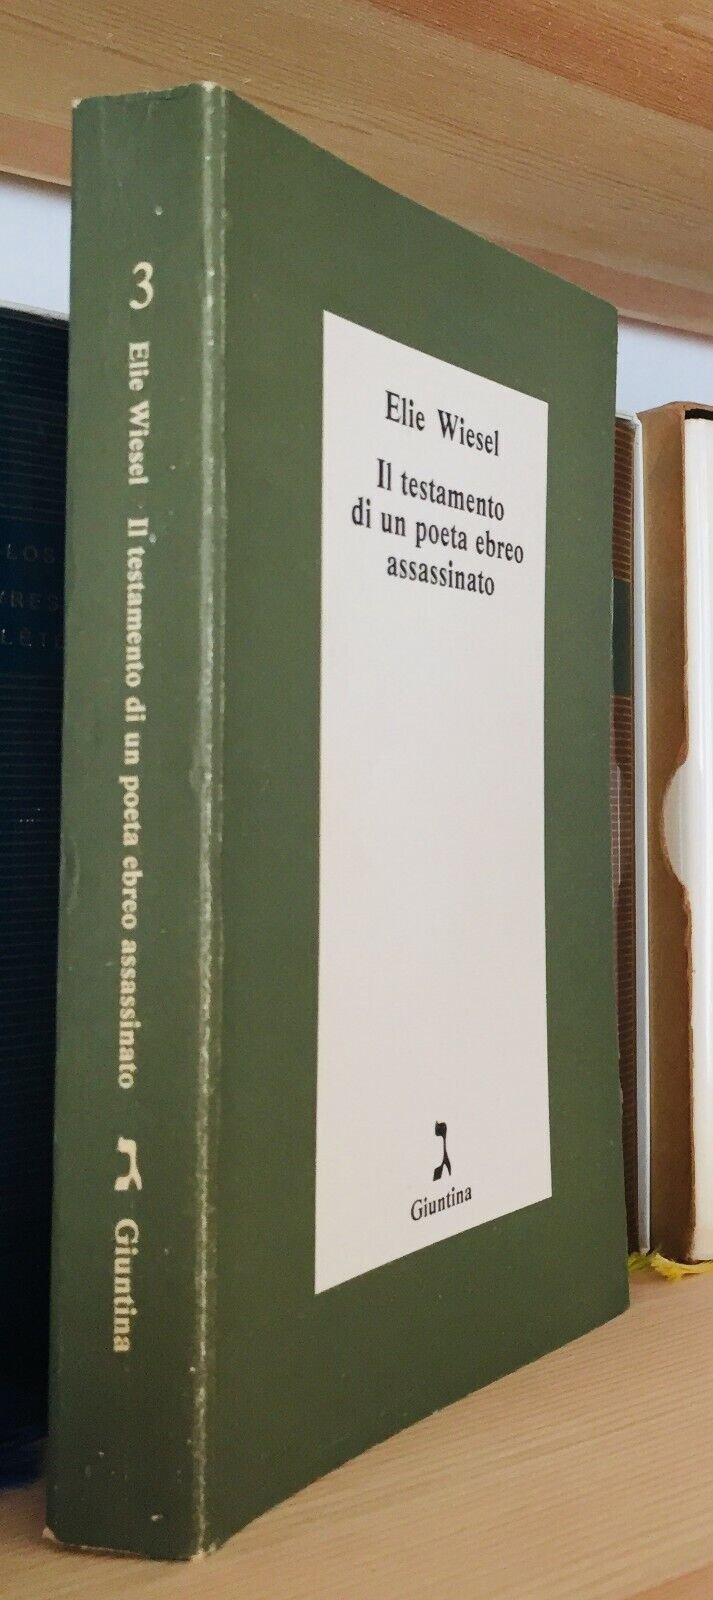 3 Elie Wiesel Il testamento di un poeta ebreo assassinato ג Giuntina
Elie Wiesel
Il testamento
di un poeta ebreo
assassinato
ג
Giuntina
LOS